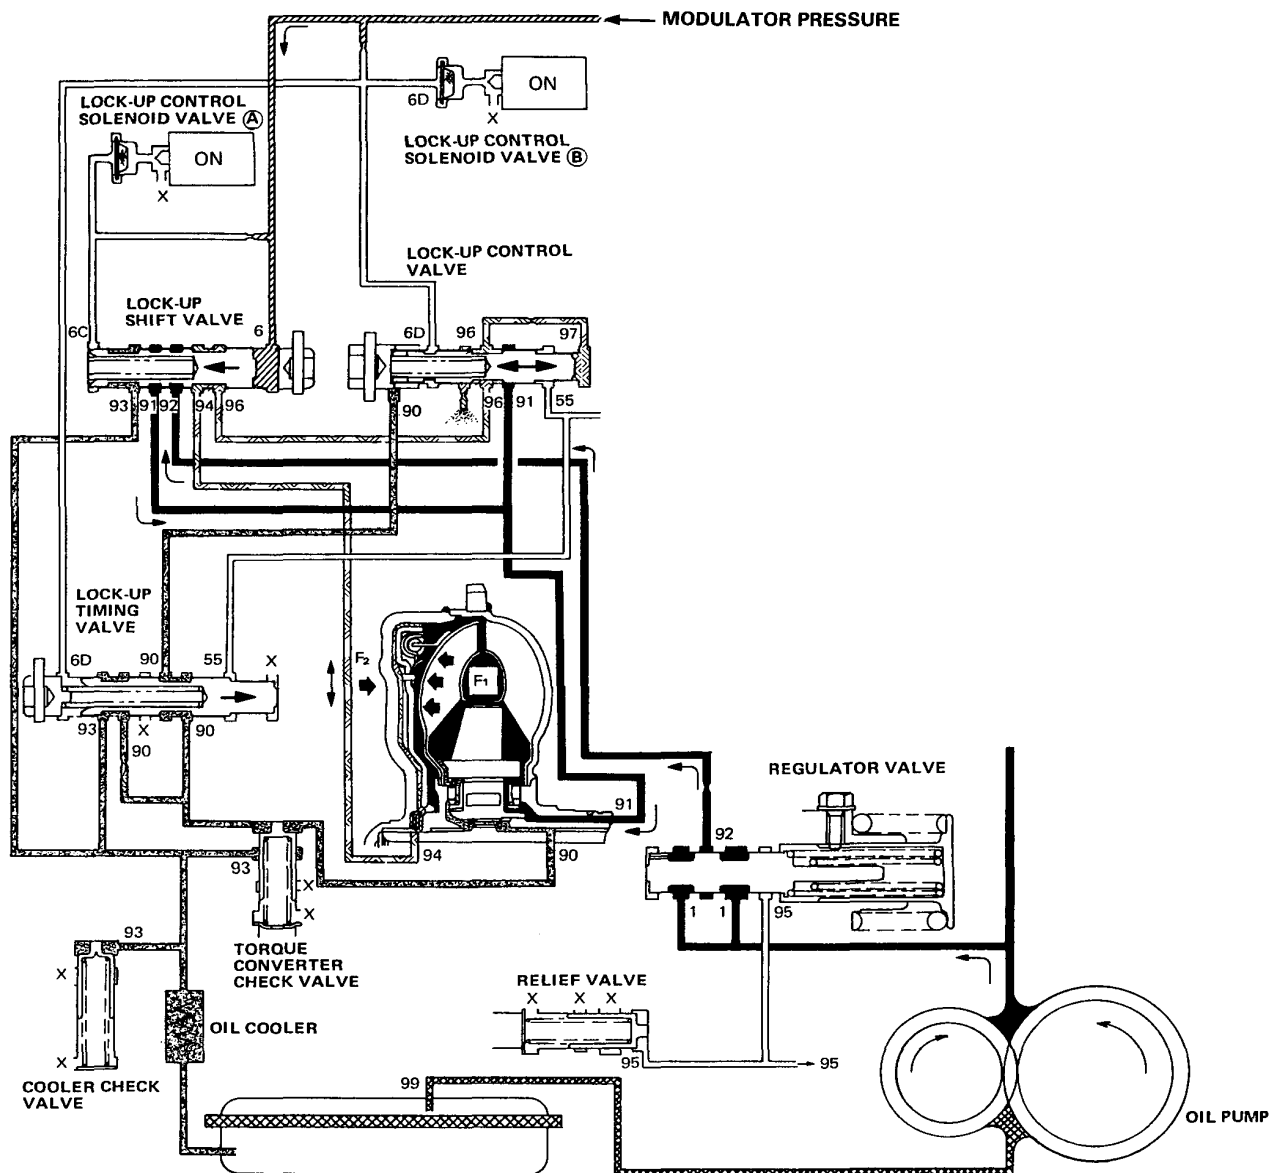 MODULATOR PRESSURE
ON
6D
X
LOCK-UP CONTROL
SOLENOID VALVE Ⓐ
ON
X
LOCK-UP CONTROL
SOLENOID VALVE Ⓑ
LOCK-UP CONTROL
VALVE
LOCK-UP
SHIFT VALVE
6C
6
6D
96
97
93
91
92
94
96
90
96
91
55
LOCK-UP
TIMING
VALVE
6D
90
55
X
F₂
F₁
93
X
90
90
91
REGULATOR VALVE
92
94
90
93
X
X
1
1
95
93
TORQUE
CONVERTER
CHECK VALVE
X
X
COOLER CHECK
VALVE
OIL COOLER
RELIEF VALVE
X
X
X
95
95
99
OIL PUMP